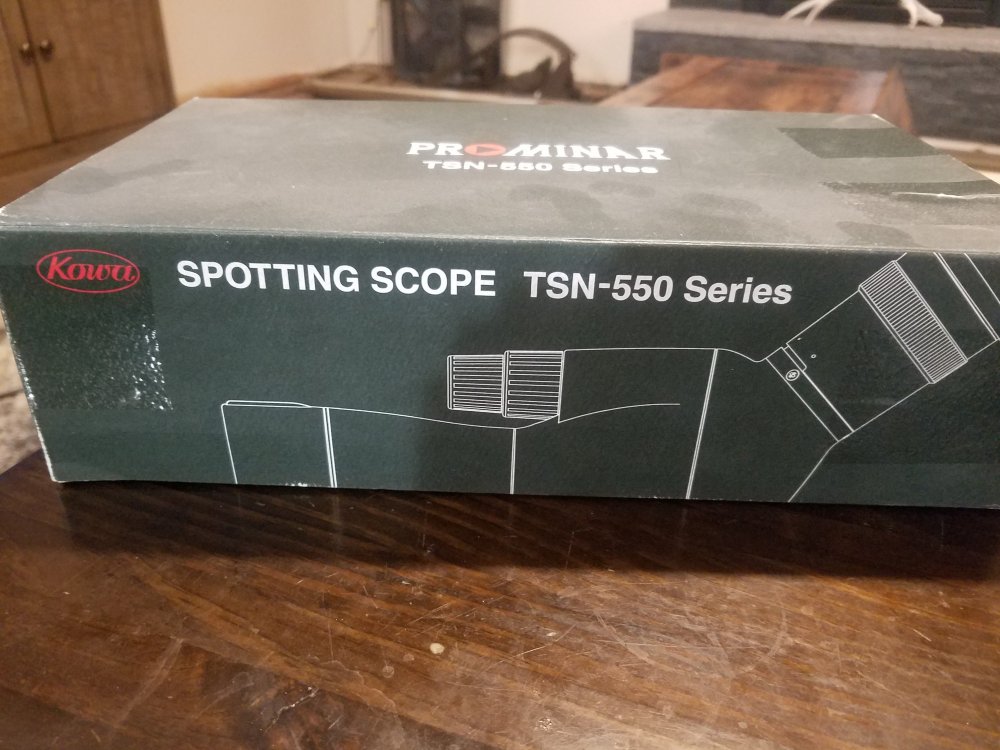 PROMINAR
TSN-550 Series
Kowa
SPOTTING SCOPE TSN-550 Series